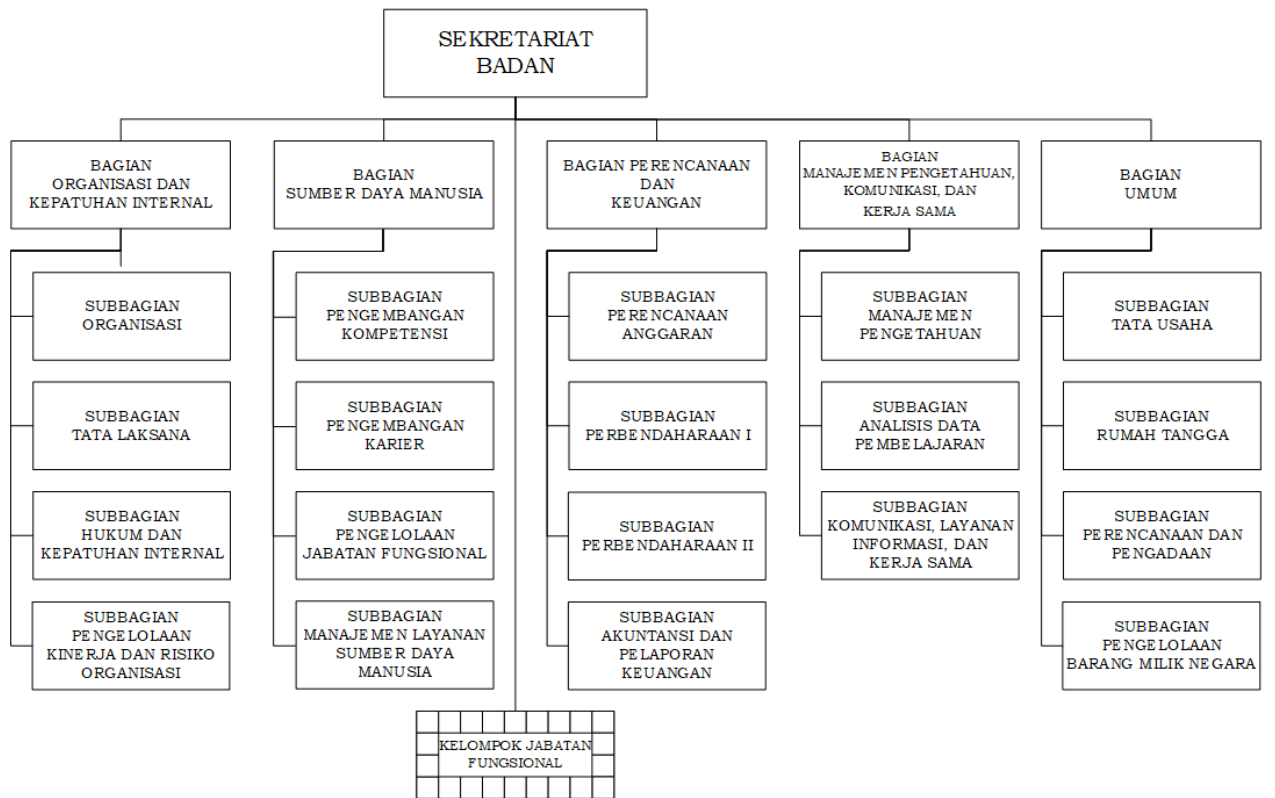 SEKRETARIAT
BADAN
BAGIAN
ORGANISASI DAN
KEPATUHAN INTERNAL
BAGIAN
SUMBER DAYA MANUSIA
BAGIAN PERENCANAAN
DAN
KEUANGAN
BAGIAN
MANAJEMEN PENGETAHUAN,
KOMUNIKASI, DAN
KERJA SAMA
BAGIAN
UMUM
SUBBAGIAN
ORGANISASI
SUBBAGIAN
PENGEMBANGAN
KOMPETENSI
SUBBAGIAN
PERENCANAAN
ANGGARAN
SUBBAGIAN
MANAJEMEN
PENGETAHUAN
SUBBAGIAN
TATA USAHA
SUBBAGIAN
TATA LAKSANA
SUBBAGIAN
PENGEMBANGAN
KARIER
SUBBAGIAN
PERBENDAHARAAN I
SUBBAGIAN
ANALISIS DATA
PEMBELAJARAN
SUBBAGIAN
RUMAH TANGGA
SUBBAGIAN
HUKUM DAN
KEPATUHAN INTERNAL
SUBBAGIAN
PENGELOLAAN
JABATAN FUNGSIONAL
SUBBAGIAN
PERBENDAHARAAN II
SUBBAGIAN
KOMUNIKASI, LAYANAN
INFORMASI, DAN
KERJA SAMA
SUBBAGIAN
PERENCANAAN DAN
PENGADAAN
SUBBAGIAN
PENGELOLAAN
KINERJA DAN RISIKO
ORGANISASI
SUBBAGIAN
MANAJEMEN LAYANAN
SUMBER DAYA
MANUSIA
SUBBAGIAN
AKUNTANSI DAN
PELAPORAN
KEUANGAN
SUBBAGIAN
PENGELOLAAN
BARANG MILIK NEGARA
KELOMPOK JABATAN
FUNGSIONAL